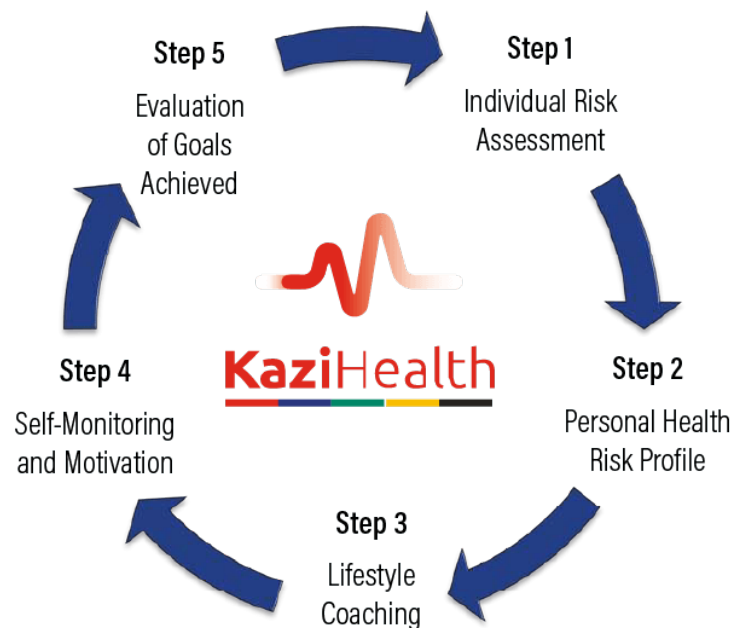 Step 1
Individual Risk
Assessment
Step 2
Personal Health
Risk Profile
Step 3
Lifestyle
Coaching
Step 4
Self-Monitoring
and Motivation
Step 5
Evaluation
of Goals
Achieved
KaziHealth